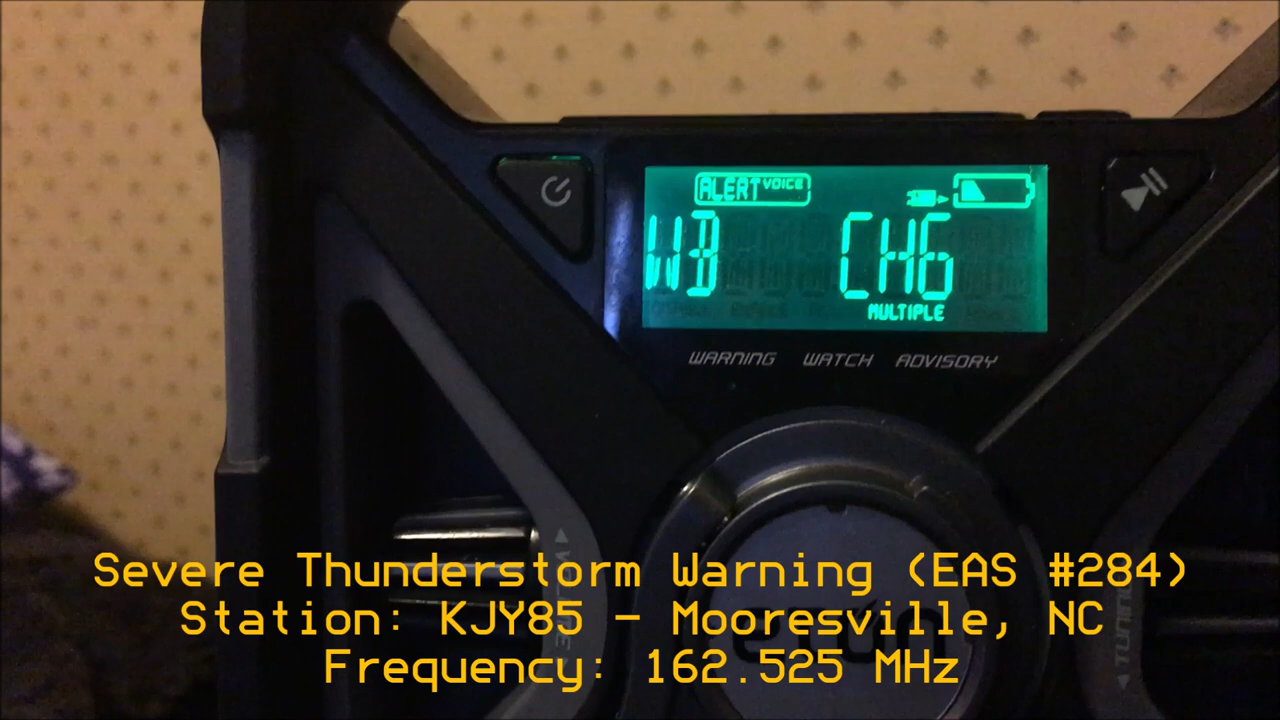 ALERT VOICE
WB CH6
MULTIPLE
WARNING WATCH ADVISORY
Severe Thunderstorm Warning (EAS #284)
Station: KJY85 - Mooresville, NC
Frequency: 162.525 MHz
TUNING